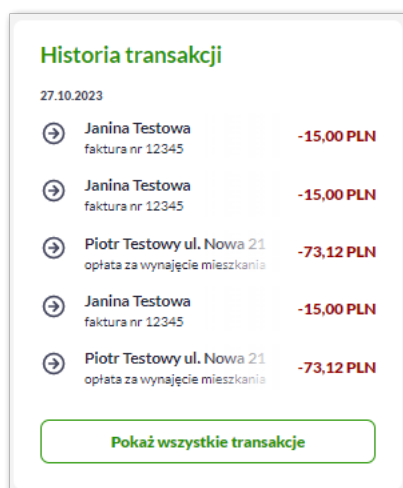 Historia transakcji
27.10.2023
Janina Testowa
-15,00 PLN
faktura nr 12345
Janina Testowa
-15,00 PLN
faktura nr 12345
Piotr Testowy ul. Nowa 21
-73,12 PLN
opłata za wynajęcie mieszkania
Janina Testowa
-15,00 PLN
faktura nr 12345
Piotr Testowy ul. Nowa 21
-73,12 PLN
opłata za wynajęcie mieszkania
Pokaż wszystkie transakcje